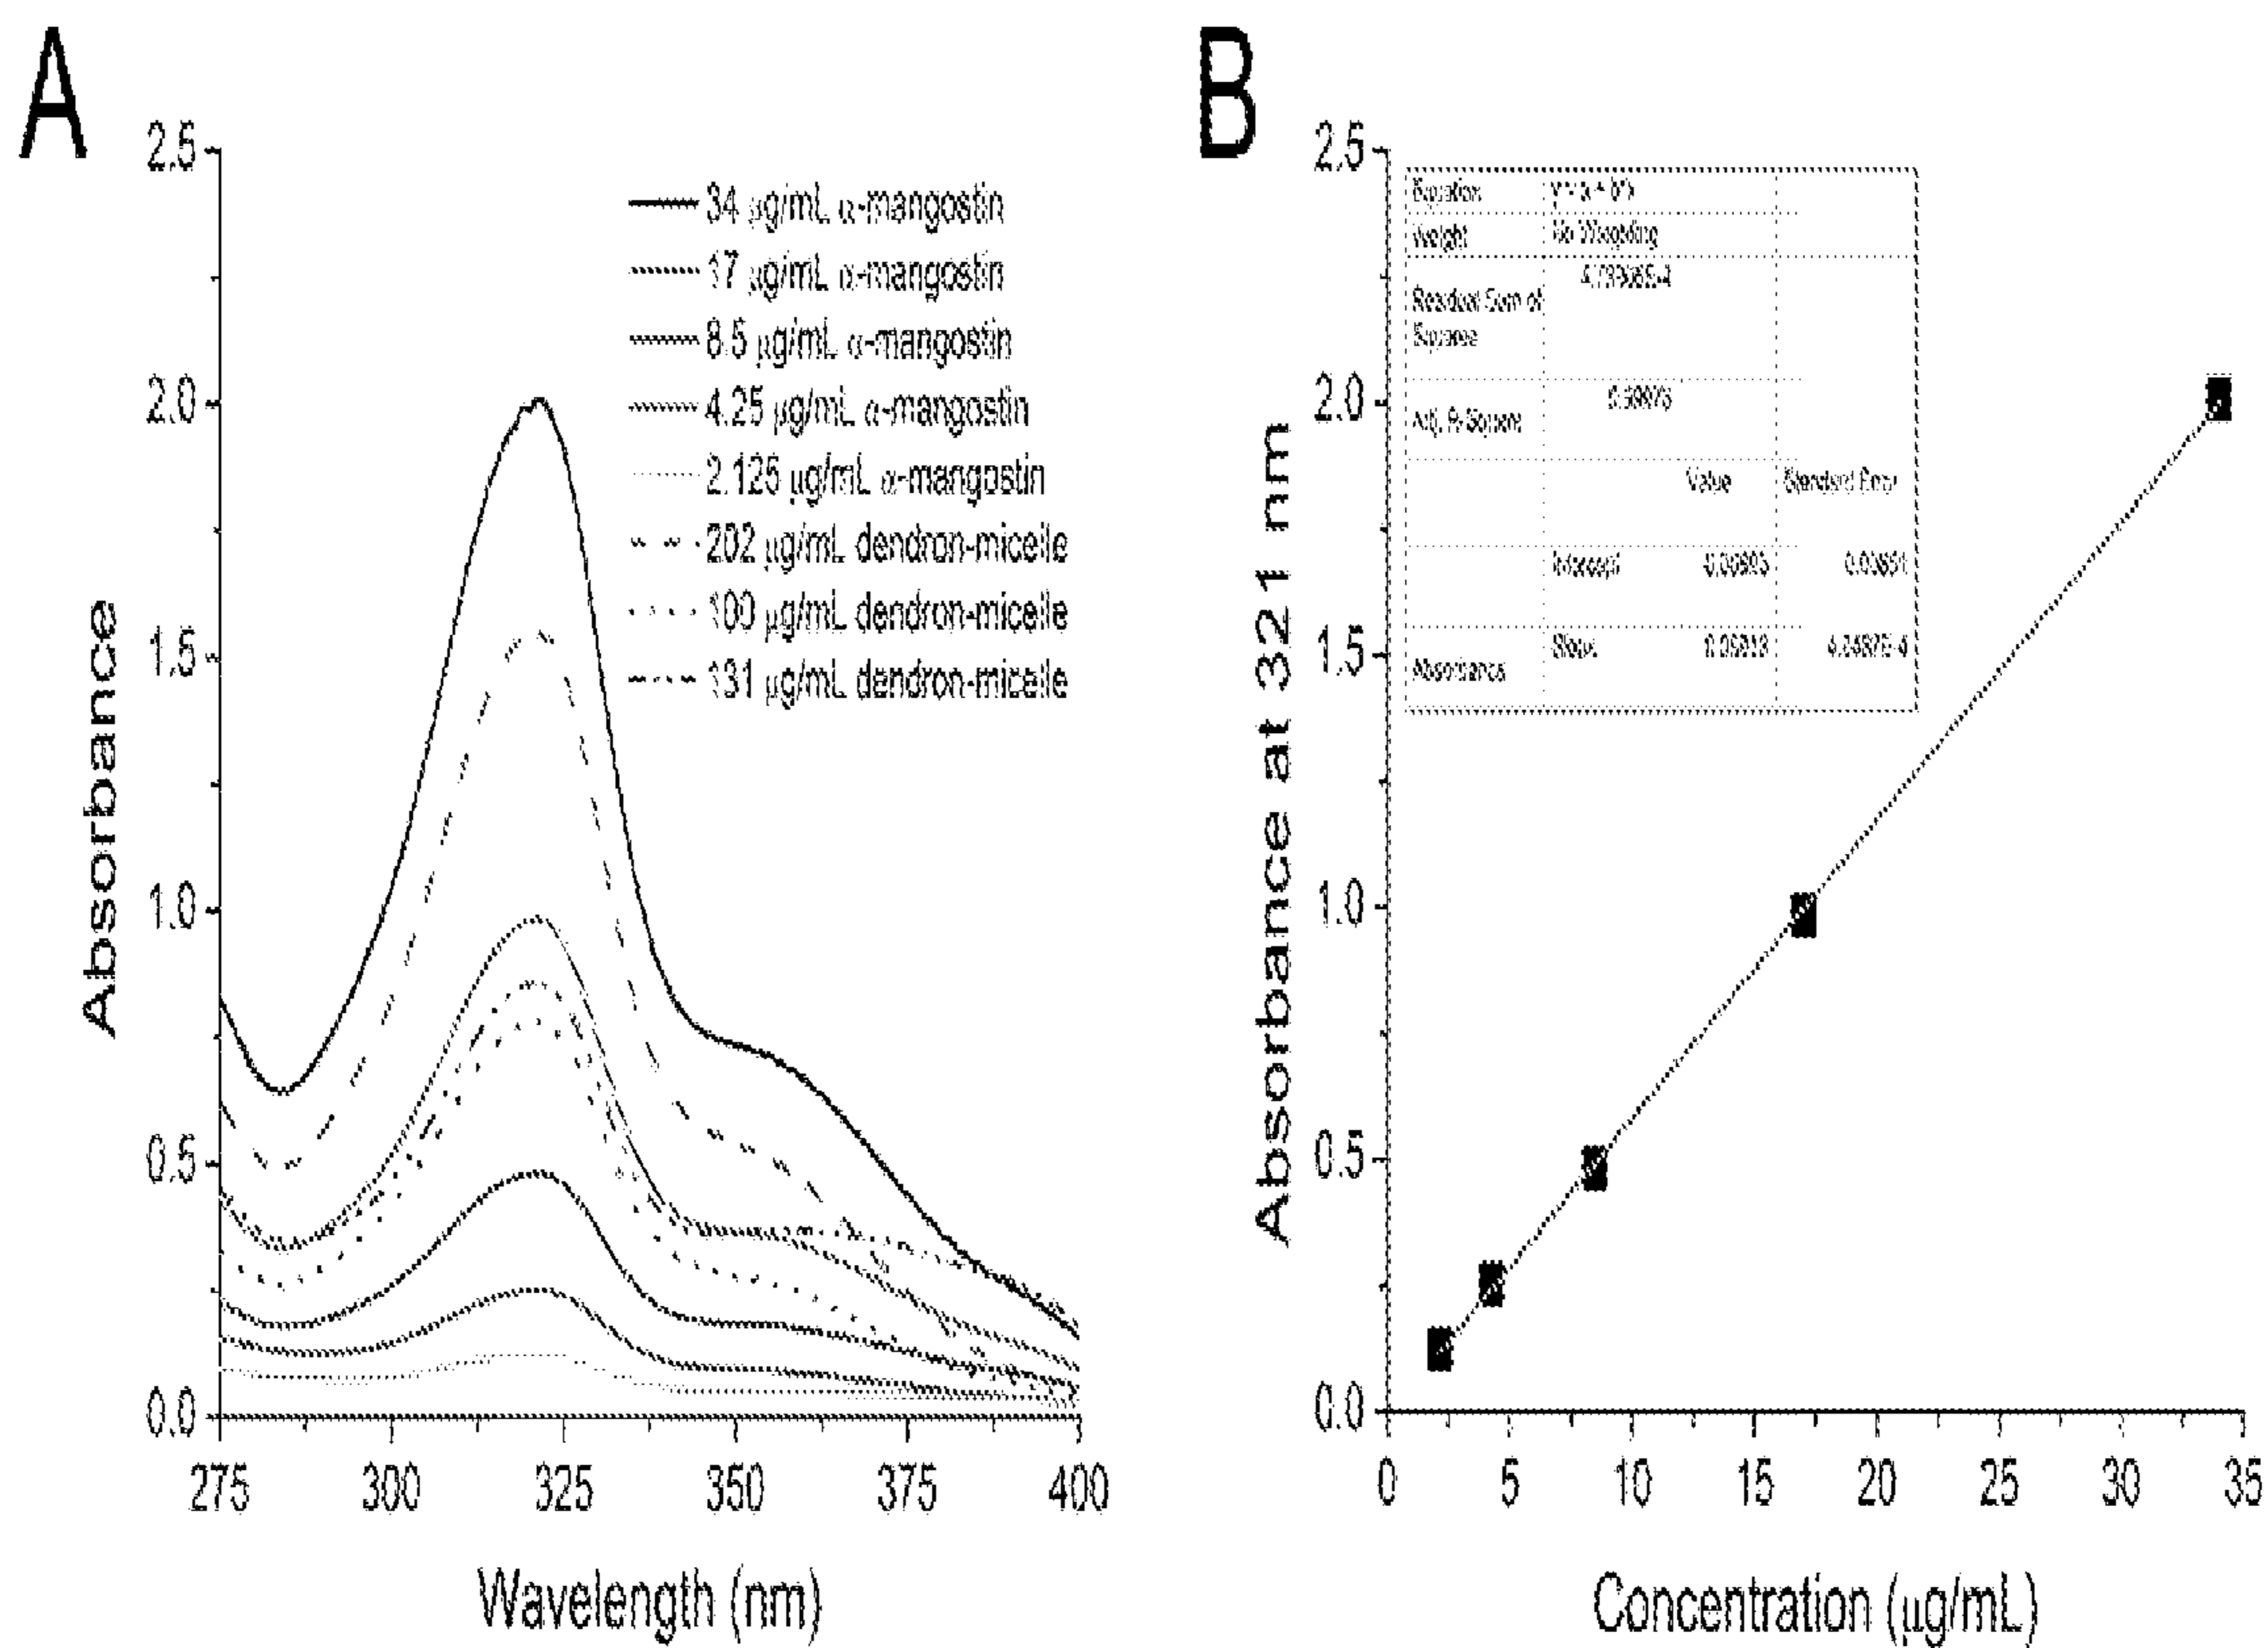 A
2.5
2.0
1.5
1.0
0.5
0.0
Absorbance
34 μg/mL α-mangostin
17 μg/mL α-mangostin
8.5 μg/mL α-mangostin
4.25 μg/mL α-mangostin
2.125 μg/mL α-mangostin
202 μg/mL dendron-micelle
100 μg/mL dendron-micelle
131 μg/mL dendron-micelle
275 300 325 350 375 400
Wavelength (nm)
B
2.5
2.0
1.5
1.0
0.5
0.0
Absorbance at 321 nm
Equation
Weight No Weighting
Residual Sum of
Squares
Adj. R-Square
Value Standard Error
Intercept
Absorbance Slope
0 5 10 15 20 25 30 35
Concentration (μg/mL)